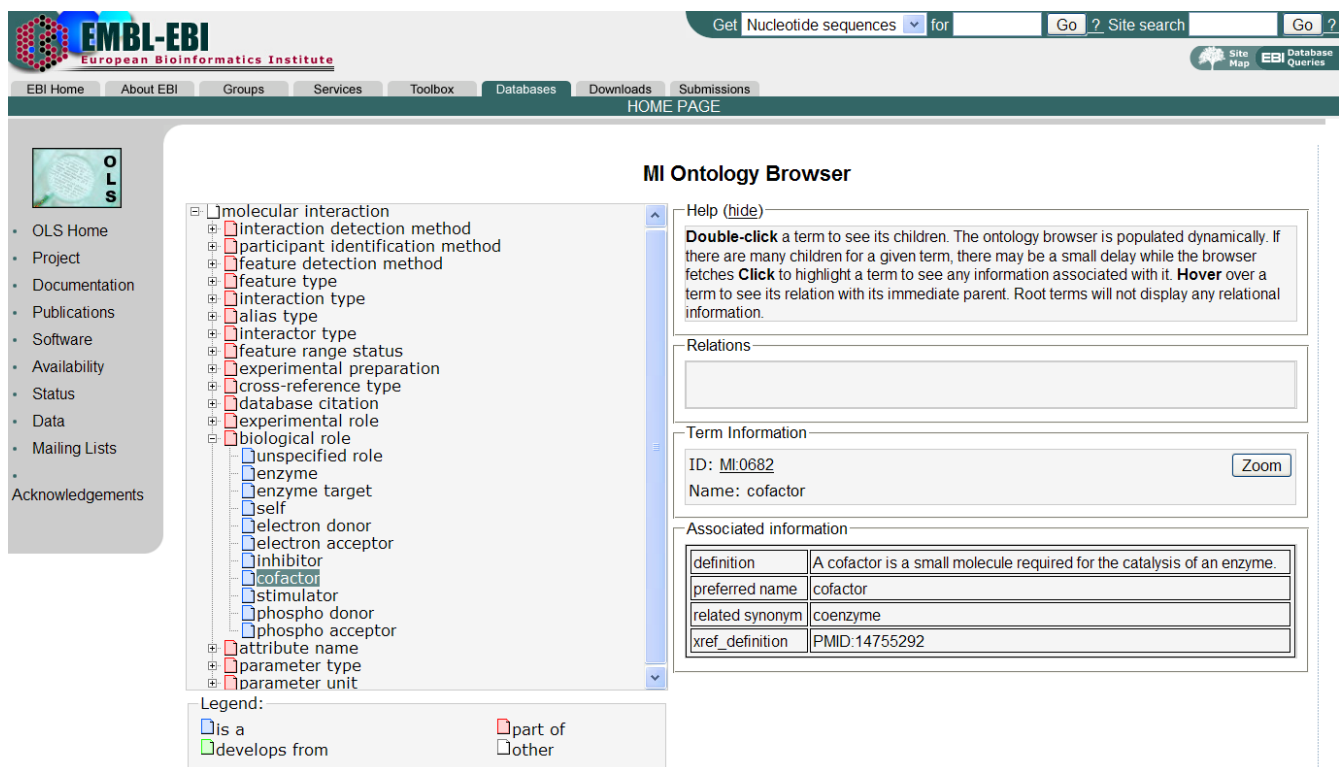 EMBL-EBI
European Bioinformatics Institute
Get Nucleotide sequences for Go ? Site search Go ?
Site Map EBI Database Queries
EBI Home About EBI Groups Services Toolbox Databases Downloads Submissions
HOME PAGE
OLS
OLS Home
Project
Documentation
Publications
Software
Availability
Status
Data
Mailing Lists
Acknowledgements
MI Ontology Browser
molecular interaction
interaction detection method
participant identification method
feature detection method
feature type
interaction type
alias type
interactor type
feature range status
experimental preparation
cross-reference type
database citation
experimental role
biological role
unspecified role
enzyme
enzyme target
self
electron donor
electron acceptor
inhibitor
cofactor
stimulator
phospho donor
phospho acceptor
attribute name
parameter type
parameter unit
Legend:
is a part of
develops from other
Help (hide)
Double-click a term to see its children. The ontology browser is populated dynamically. If
there are many children for a given term, there may be a small delay while the browser
fetches Click to highlight a term to see any information associated with it. Hover over a
term to see its relation with its immediate parent. Root terms will not display any relational
information.
Relations
Term Information
ID: MI:0682 Zoom
Name: cofactor
Associated information
definition A cofactor is a small molecule required for the catalysis of an enzyme.
preferred name cofactor
related synonym coenzyme
xref_definition PMID:14755292